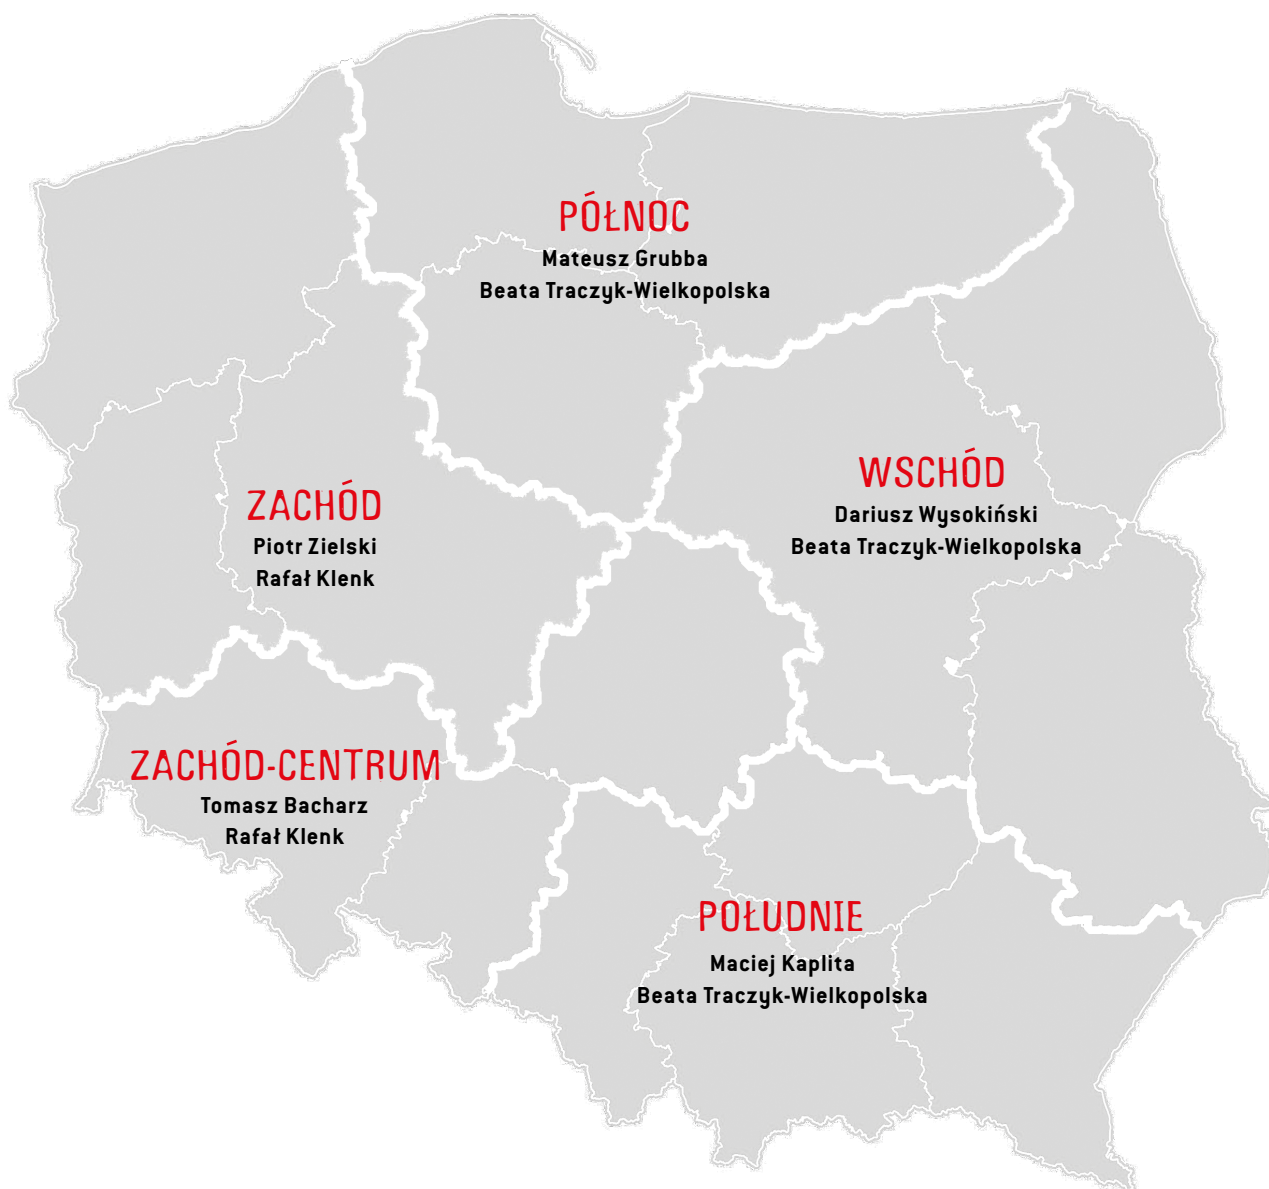 PÓŁNOC
Mateusz Grubba
Beata Traczyk-Wielkopolska
WSCHÓD
Dariusz Wysokiński
Beata Traczyk-Wielkopolska
ZACHÓD
Piotr Zielski
Rafał Klenk
ZACHÓD-CENTRUM
Tomasz Bacharz
Rafał Klenk
POŁUDNIE
Maciej Kaplita
Beata Traczyk-Wielkopolska